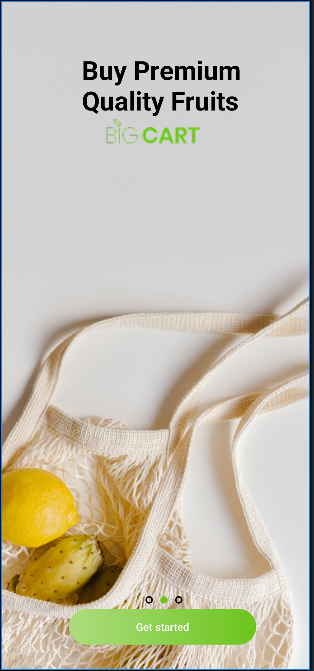 Buy Premium
Quality Fruits
BIG CART
Get started